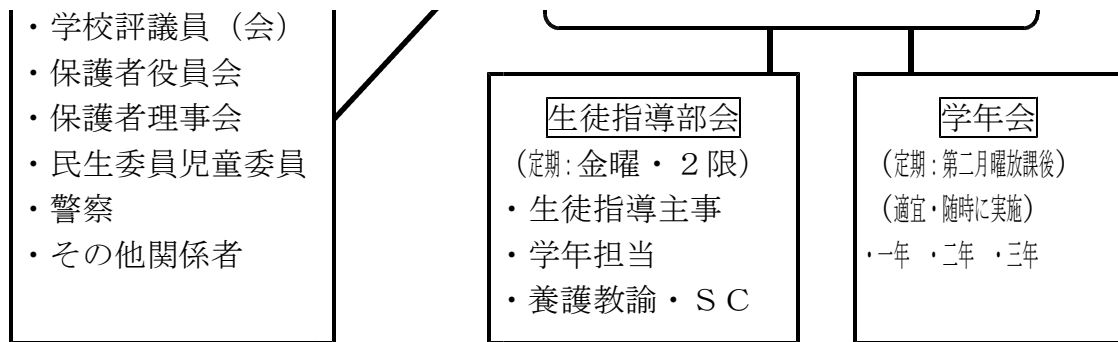 ・学校評議員（会）
・保護者役員会
・保護者理事会
・民生委員児童委員
・警察
・その他関係者
生徒指導部会
（定期：金曜・２限）
・生徒指導主事
・学年担当
・養護教諭・ＳＣ
学年会
（定期：第二月曜放課後）
（適宜・随時に実施）
・一年　・二年　・三年